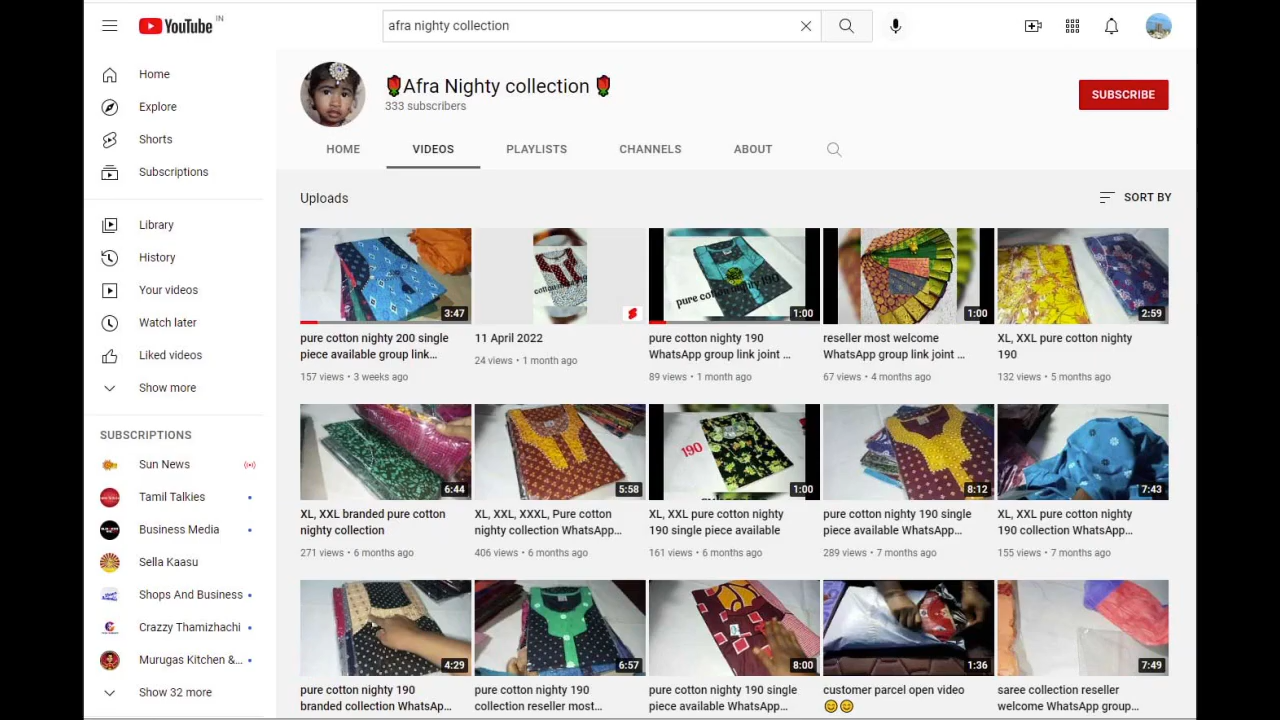 YouTube IN
afra nighty collection
Home
Explore
Shorts
Subscriptions
Library
History
Your videos
Watch later
Liked videos
Show more
SUBSCRIPTIONS
Sun News
Tamil Talkies
Business Media
Sella Kaasu
Shops And Business
Crazzy Thamizhachi
Murugas Kitchen &...
Show 32 more
🌹Afra Nighty collection 🌹
333 subscribers
SUBSCRIBE
HOME
VIDEOS
PLAYLISTS
CHANNELS
ABOUT
Uploads
SORT BY
3:47
pure cotton nighty 200 single
piece available group link...
157 views • 3 weeks ago
11 April 2022
24 views • 1 month ago
pure cotton nighty 190
1:00
pure cotton nighty 190
WhatsApp group link joint ...
89 views • 1 month ago
1:00
reseller most welcome
WhatsApp group link joint ...
67 views • 4 months ago
2:59
XL, XXL pure cotton nighty
190
132 views • 5 months ago
6:44
XL, XXL branded pure cotton
nighty collection
271 views • 6 months ago
5:58
XL, XXL, XXXL, Pure cotton
nighty collection WhatsApp...
406 views • 6 months ago
190
1:00
XL, XXL pure cotton nighty
190 single piece available
161 views • 6 months ago
8:12
pure cotton nighty 190 single
piece available WhatsApp...
289 views • 7 months ago
7:43
XL, XXL pure cotton nighty
190 collection WhatsApp...
155 views • 7 months ago
4:29
pure cotton nighty 190
branded collection WhatsAp...
6:57
pure cotton nighty 190
collection reseller most...
8:00
pure cotton nighty 190 single
piece available WhatsApp...
1:36
customer parcel open video
😊😊
7:49
saree collection reseller
welcome WhatsApp group...